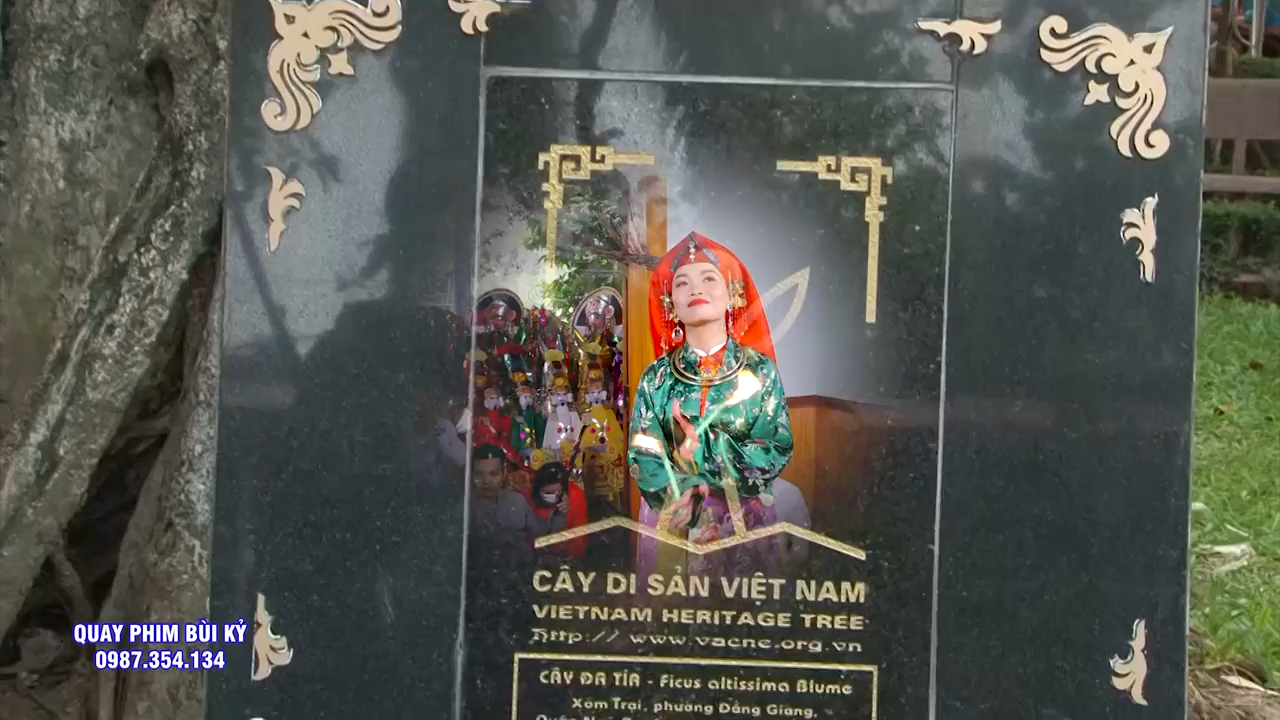 CÂY DI SẢN VIỆT NAM
VIETNAM HERITAGE TREE
http:// www.vacne.org.vn
CÂY ĐA TÍA - Ficus altissima Blume
Xóm Trại, phường Đằng Giang,
QUAY PHIM BÙI KỶ
0987.354.134